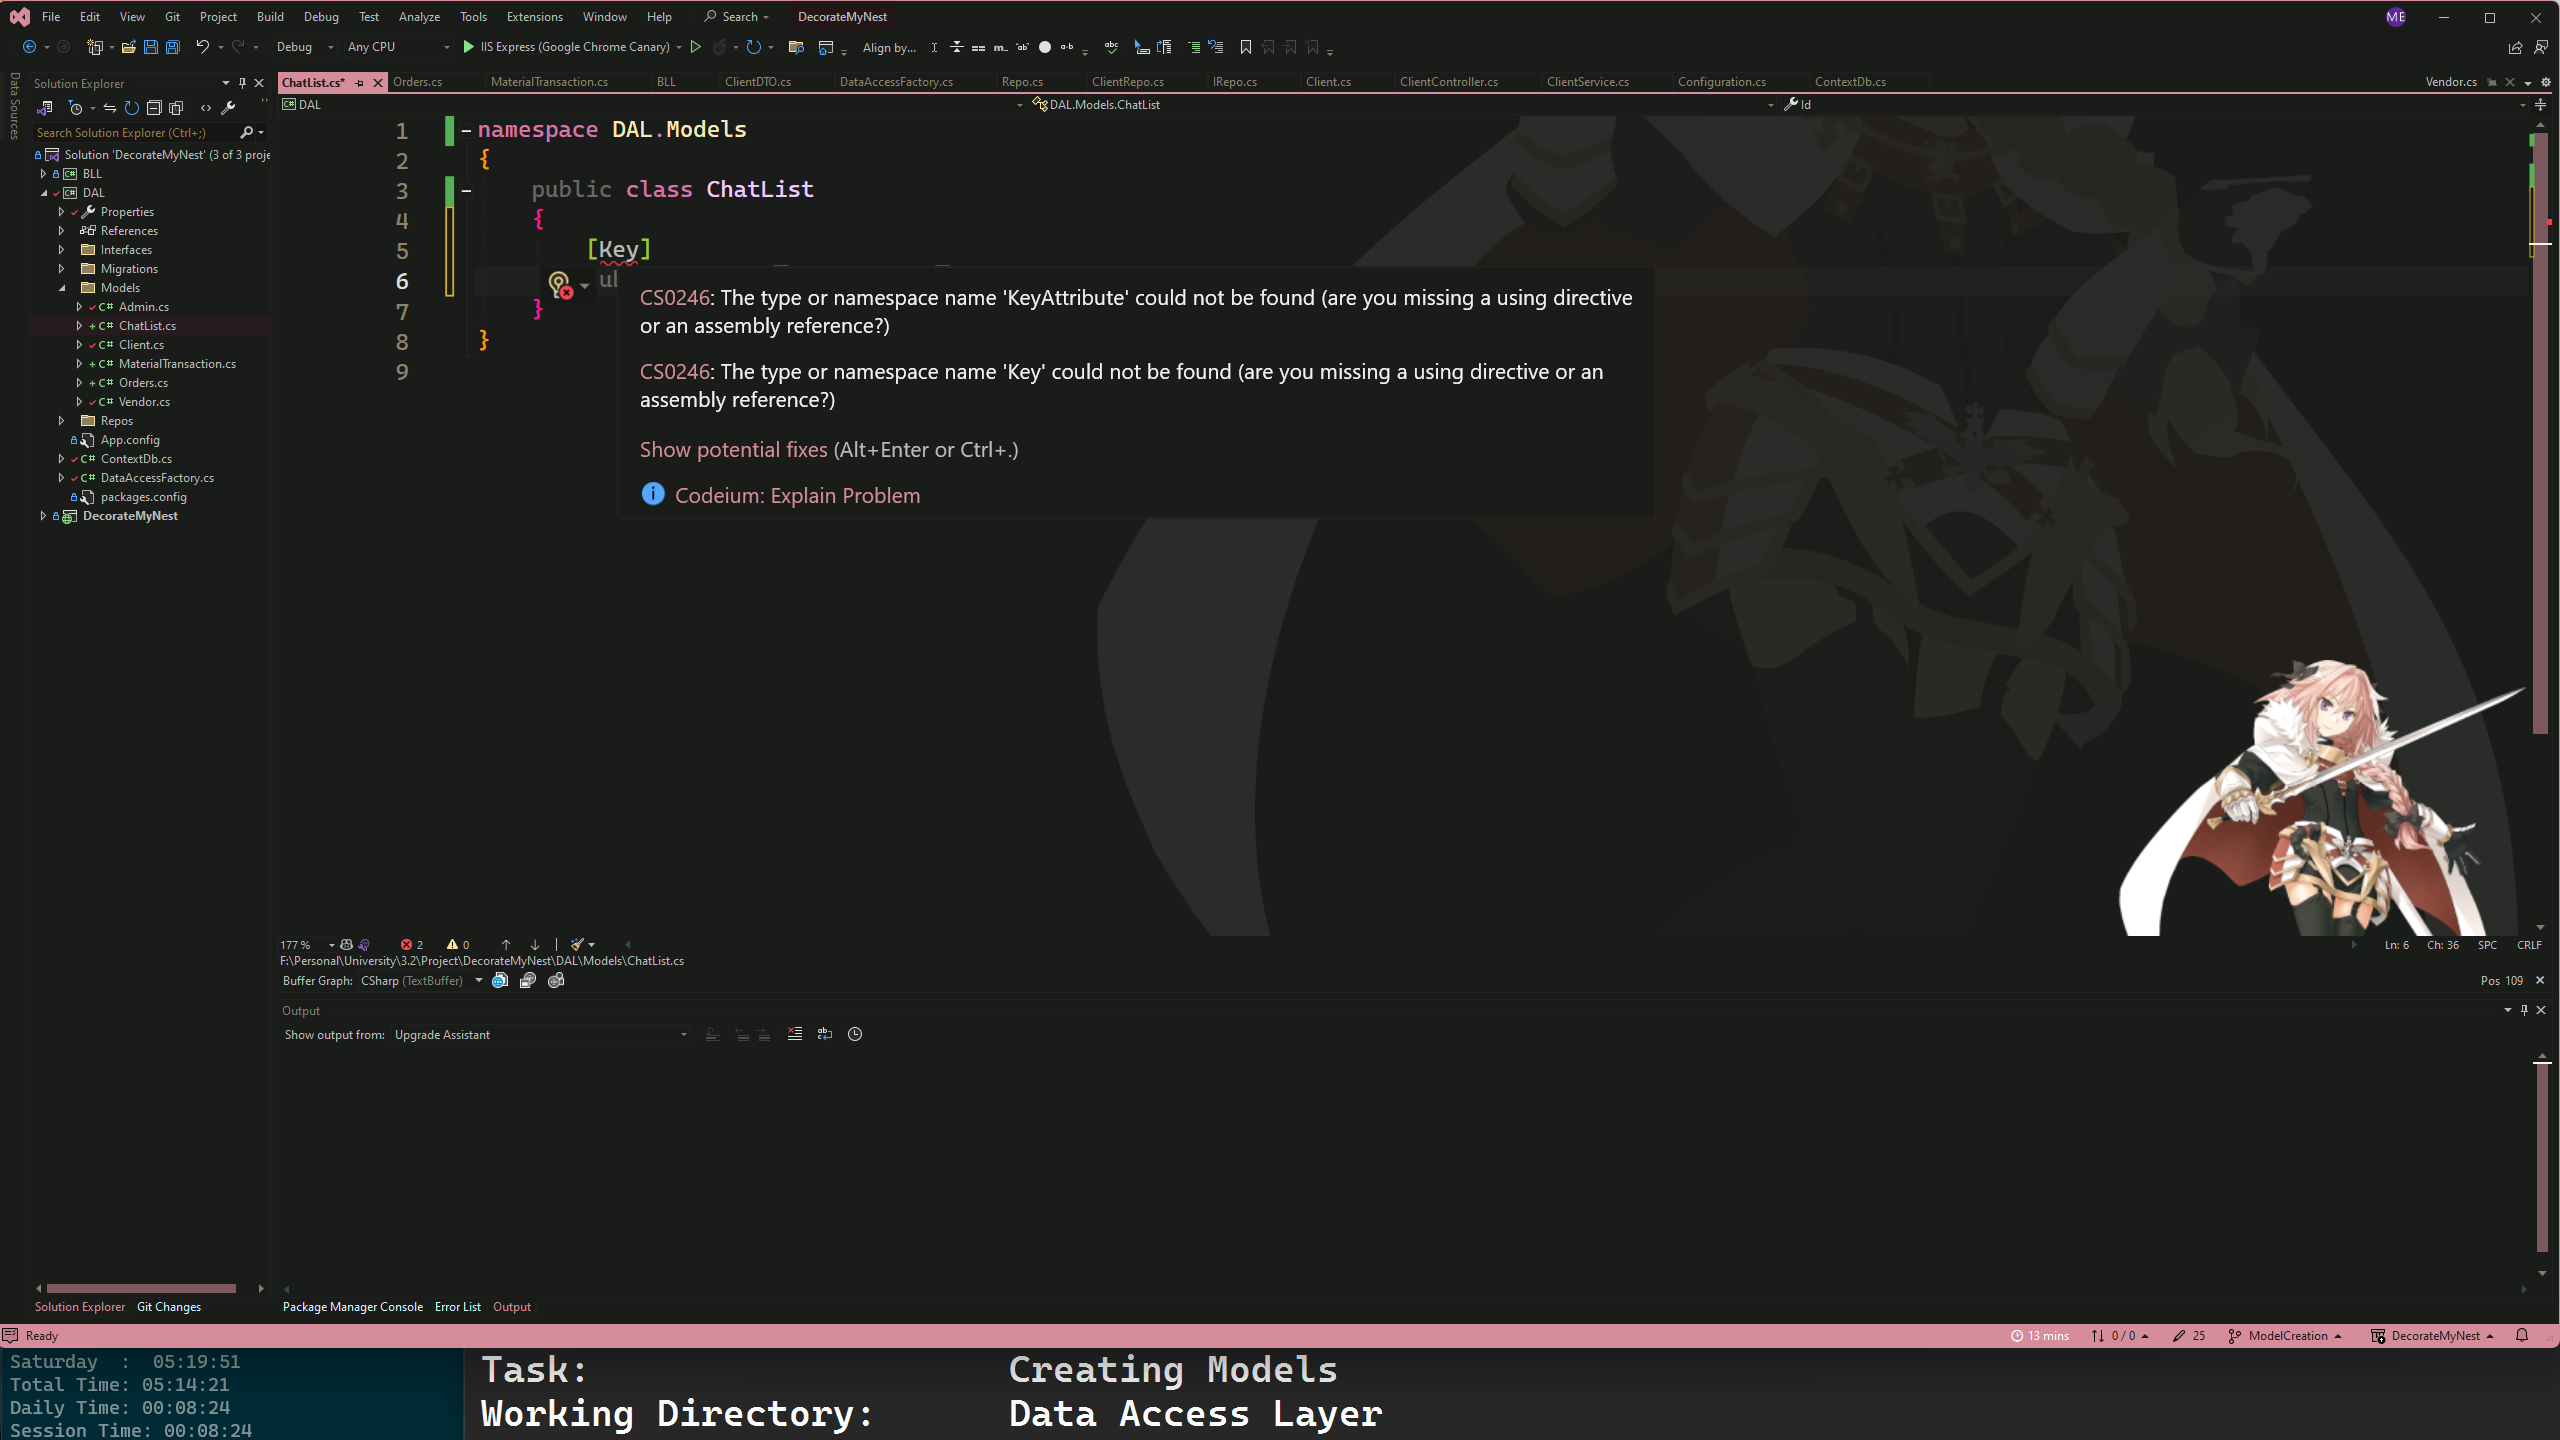 File Edit View Git Project Build Debug Test Analyze Tools Extensions Window Help Search DecorateMyNest ME
Debug Any CPU IIS Express (Google Chrome Canary) Align by...
Data Sources
Solution Explorer
Search Solution Explorer (Ctrl+;)
Solution 'DecorateMyNest' (3 of 3 proje
BLL
DAL
Properties
References
Interfaces
Migrations
Models
Admin.cs
ChatList.cs
Client.cs
MaterialTransaction.cs
Orders.cs
Vendor.cs
Repos
App.config
ContextDb.cs
DataAccessFactory.cs
packages.config
DecorateMyNest
Solution Explorer Git Changes
ChatList.cs* Orders.cs MaterialTransaction.cs BLL ClientDTO.cs DataAccessFactory.cs Repo.cs ClientRepo.cs IRepo.cs Client.cs ClientController.cs ClientService.cs Configuration.cs ContextDb.cs Vendor.cs
DAL DAL.Models.ChatList Id
1 namespace DAL.Models
2 {
3 public class ChatList
4 {
5 [Key]
6
7 }
8 }
9
CS0246: The type or namespace name 'KeyAttribute' could not be found (are you missing a using directive
or an assembly reference?)
CS0246: The type or namespace name 'Key' could not be found (are you missing a using directive or an
assembly reference?)
Show potential fixes (Alt+Enter or Ctrl+.)
Codeium: Explain Problem
177 % 2 0 Ln: 6 Ch: 36 SPC CRLF
F:\Personal\University\3.2\Project\DecorateMyNest\DAL\Models\ChatList.cs
Buffer Graph: CSharp (TextBuffer) Pos 109
Output
Show output from: Upgrade Assistant
Package Manager Console Error List Output
Ready 13 mins 0 / 0 25 ModelCreation DecorateMyNest
Saturday : 05:19:51
Total Time: 05:14:21
Daily Time: 00:08:24
Session Time: 00:08:24
Task: Creating Models
Working Directory: Data Access Layer